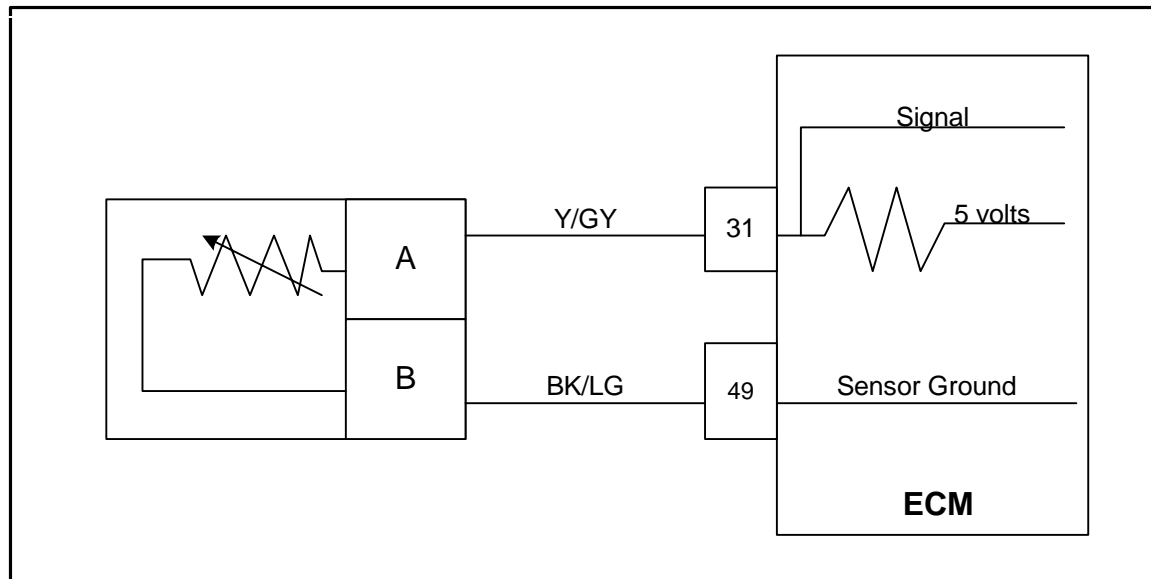 Signal
5 volts
A
Y/GY
31
B
BK/LG
49
Sensor Ground
ECM